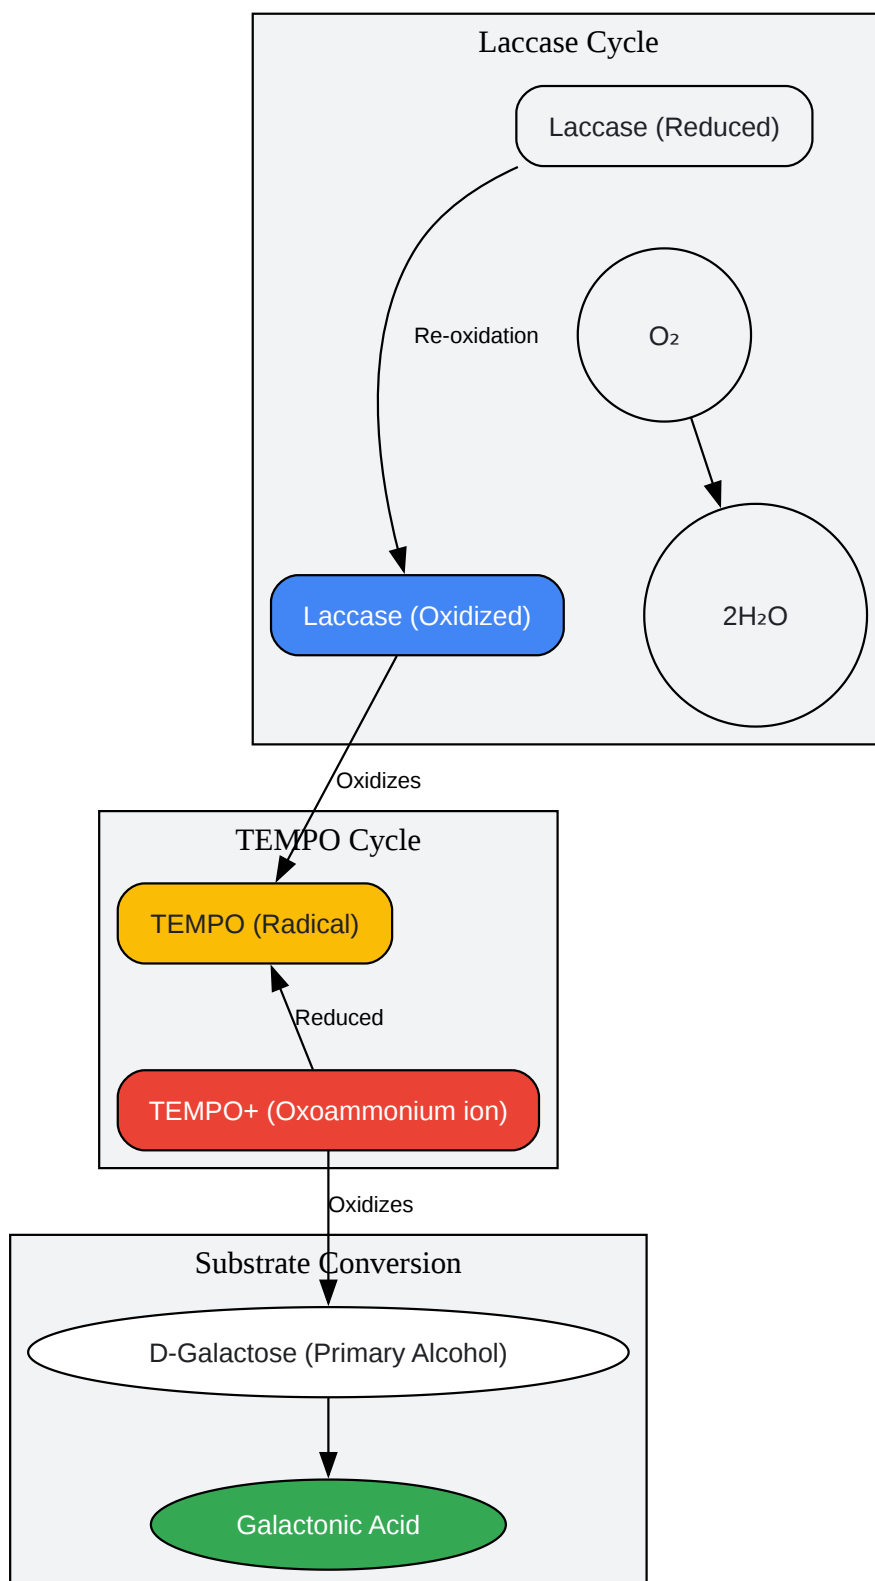 Laccase Cycle
Laccase (Reduced)
Re-oxidation
O₂
Laccase (Oxidized)
2H₂O
Oxidizes
TEMPO Cycle
TEMPO (Radical)
Reduced
TEMPO+ (Oxoammonium ion)
Oxidizes
Substrate Conversion
D-Galactose (Primary Alcohol)
Galactonic Acid